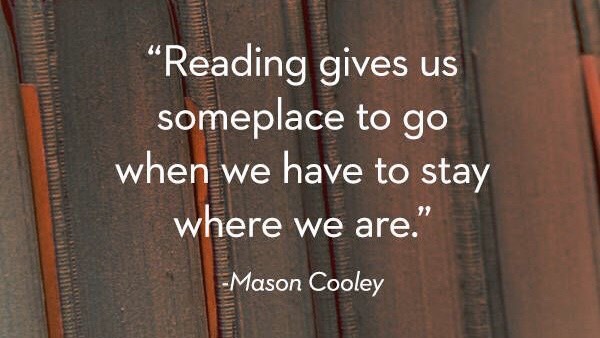 “Reading gives us
someplace to go
when we have to stay
where we are.”
-Mason Cooley